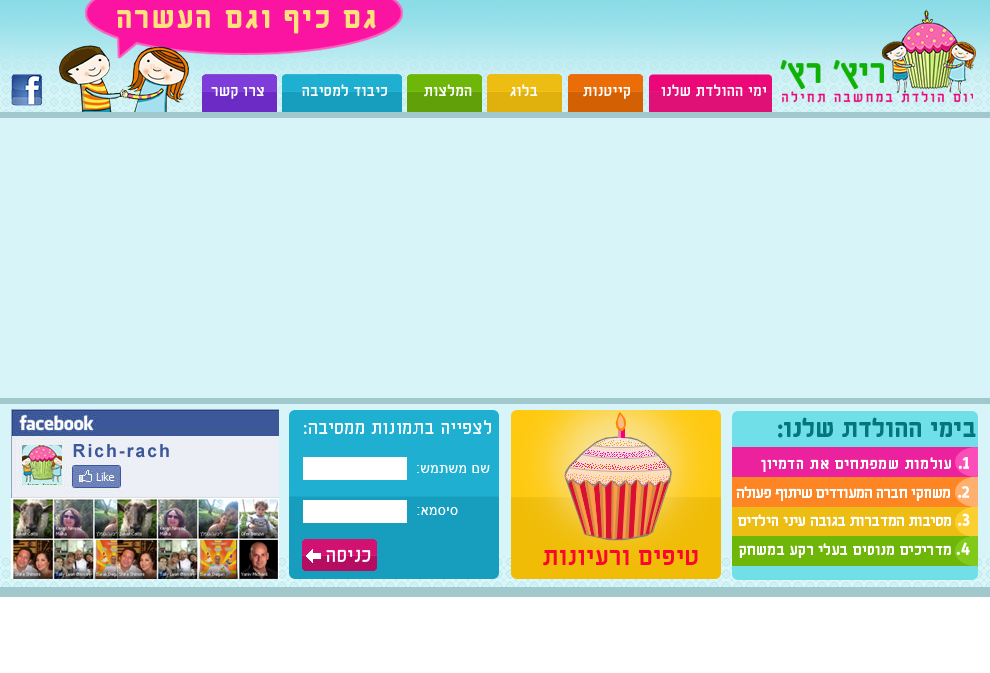 גם כיף וגם העשרה
ריץ' רץ'
יום הולדת במחשבה תחילה
ימי ההולדת שלנו
קייטנות
בלוג
המלצות
כיבוד למסיבה
צרו קשר
בימי ההולדת שלנו:
1. עולמות שמפתחים את הדמיון
2. משחקי חברה המעודדים שיתוף פעולה
3. מסיבות המדברות בגובה עיני הילדים
4. מדריכים מנוסים בעלי רקע במשחק
טיפים ורעיונות
לצפייה בתמונות ממסיבה:
שם משתמש:
סיסמא:
כניסה
facebook
Rich-rach
Like